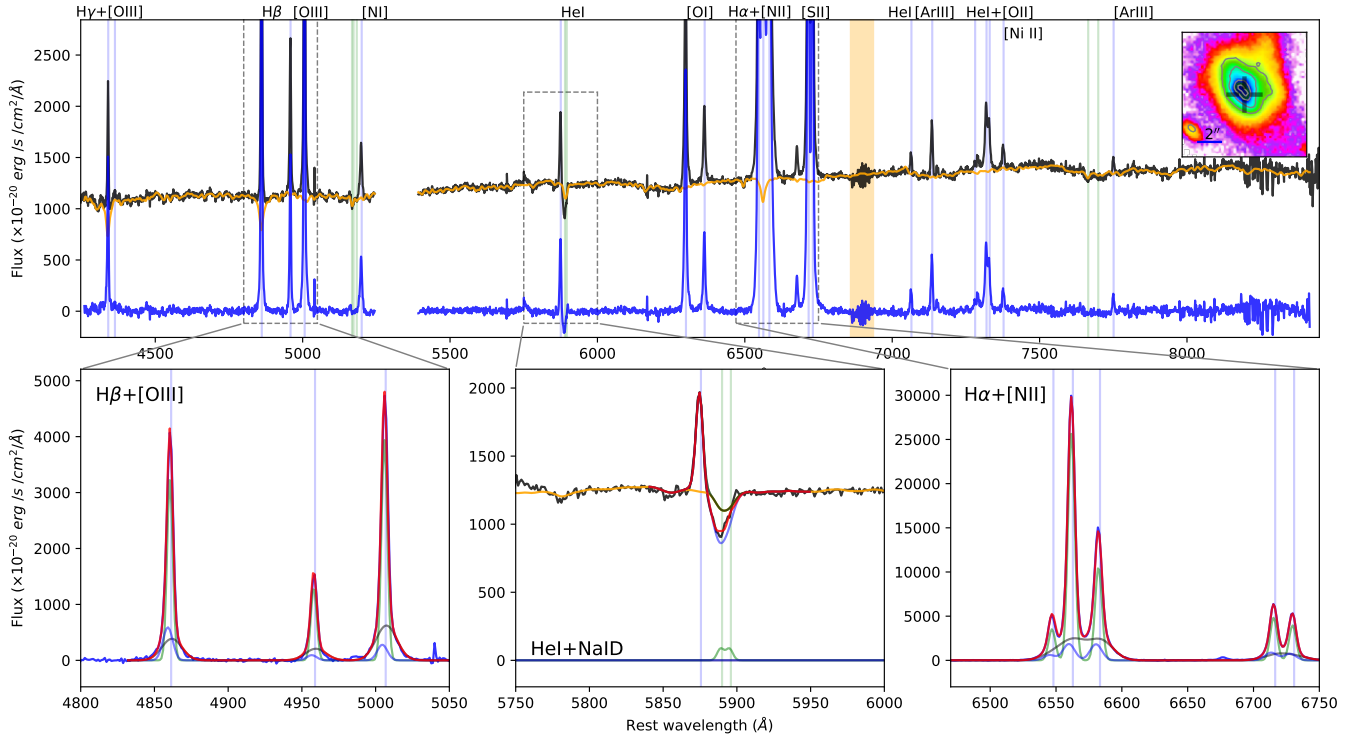 Hγ+[OIII] Hβ [OIII] [NI] HeI [OI] Hα+[NII] [SII] HeI [ArIII] HeI+[OII] [ArIII]
[Ni II]
Flux (×10⁻²⁰ erg /s /cm²/Å)
2500
2000
1500
1000
500
0
2″
4500 5000 5500 6000 6500 7000 7500 8000
Flux (×10⁻²⁰ erg /s /cm²/Å)
5000
4000
3000
2000
1000
0
Hβ+[OIII]
4800 4850 4900 4950 5000 5050
2000
1500
1000
500
0
HeI+NaID
5750 5800 5850 5900 5950 6000
Rest wavelength (Å)
30000
25000
20000
15000
10000
5000
0
Hα+[NII]
6500 6550 6600 6650 6700 6750